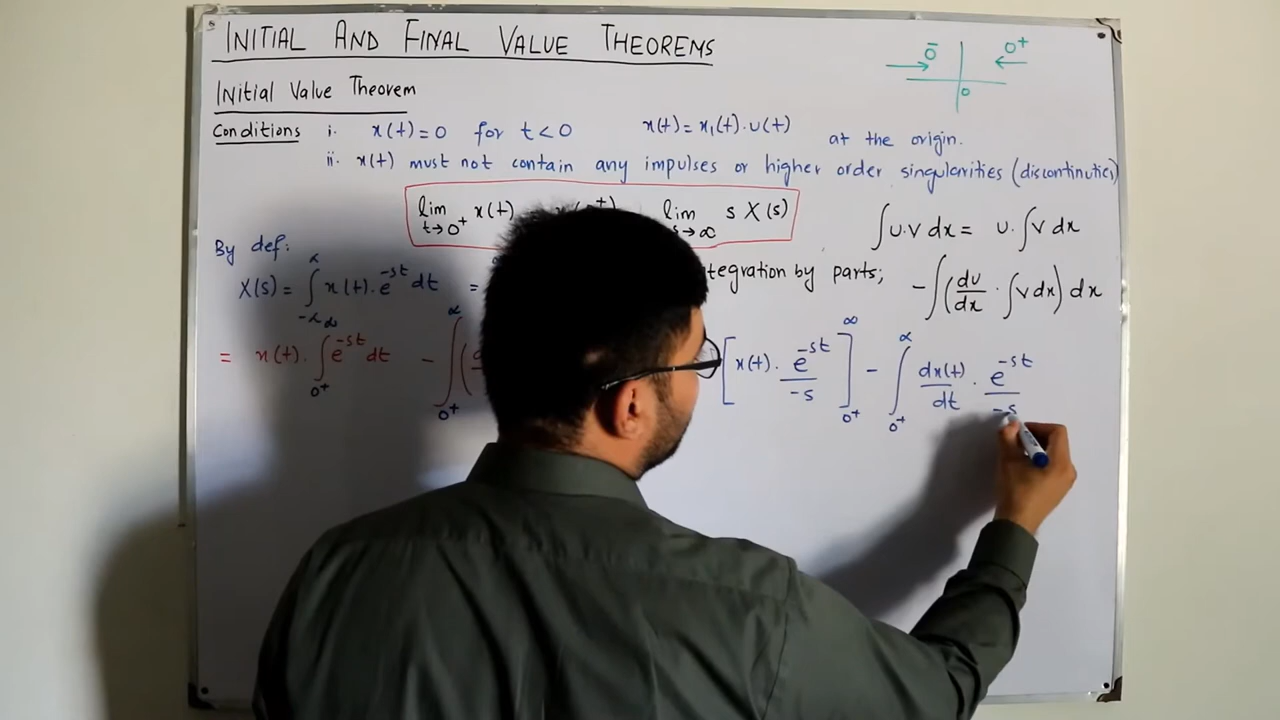 INITIAL AND FINAL VALUE THEOREMS
0⁻ 0⁺
0
Initial Value Theorem
Conditions i. x(t)=0 for t<0 x(t)=x₁(t).u(t) at the origin.
ii. x(t) must not contain any impulses or higher order singularities (discontinuties)
lim t→0⁺ x(t) lim s→∞ s X(s)
∫u.v dx = u.∫v dx
By def:
X(s) = ∫ x(t).e^-st dt = by parts;
-∫(du/dx . ∫v dx) dx
= x(t). ∫0⁺^∞ e^-st dt - ∫0⁺^∞ ( [x(t). e^-st/-s]0⁺^∞ - ∫0⁺^∞ dx(t)/dt . e^-st/-s